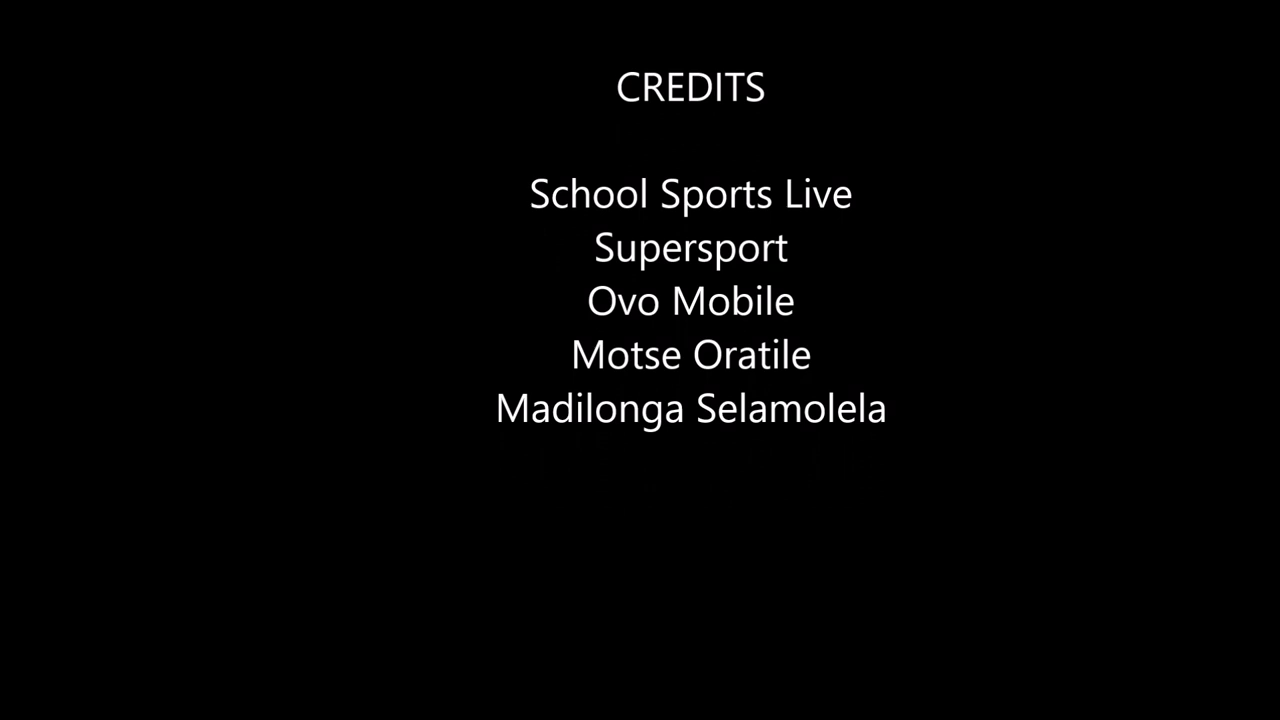 CREDITS
School Sports Live
Supersport
Ovo Mobile
Motse Oratile
Madilonga Selamolela